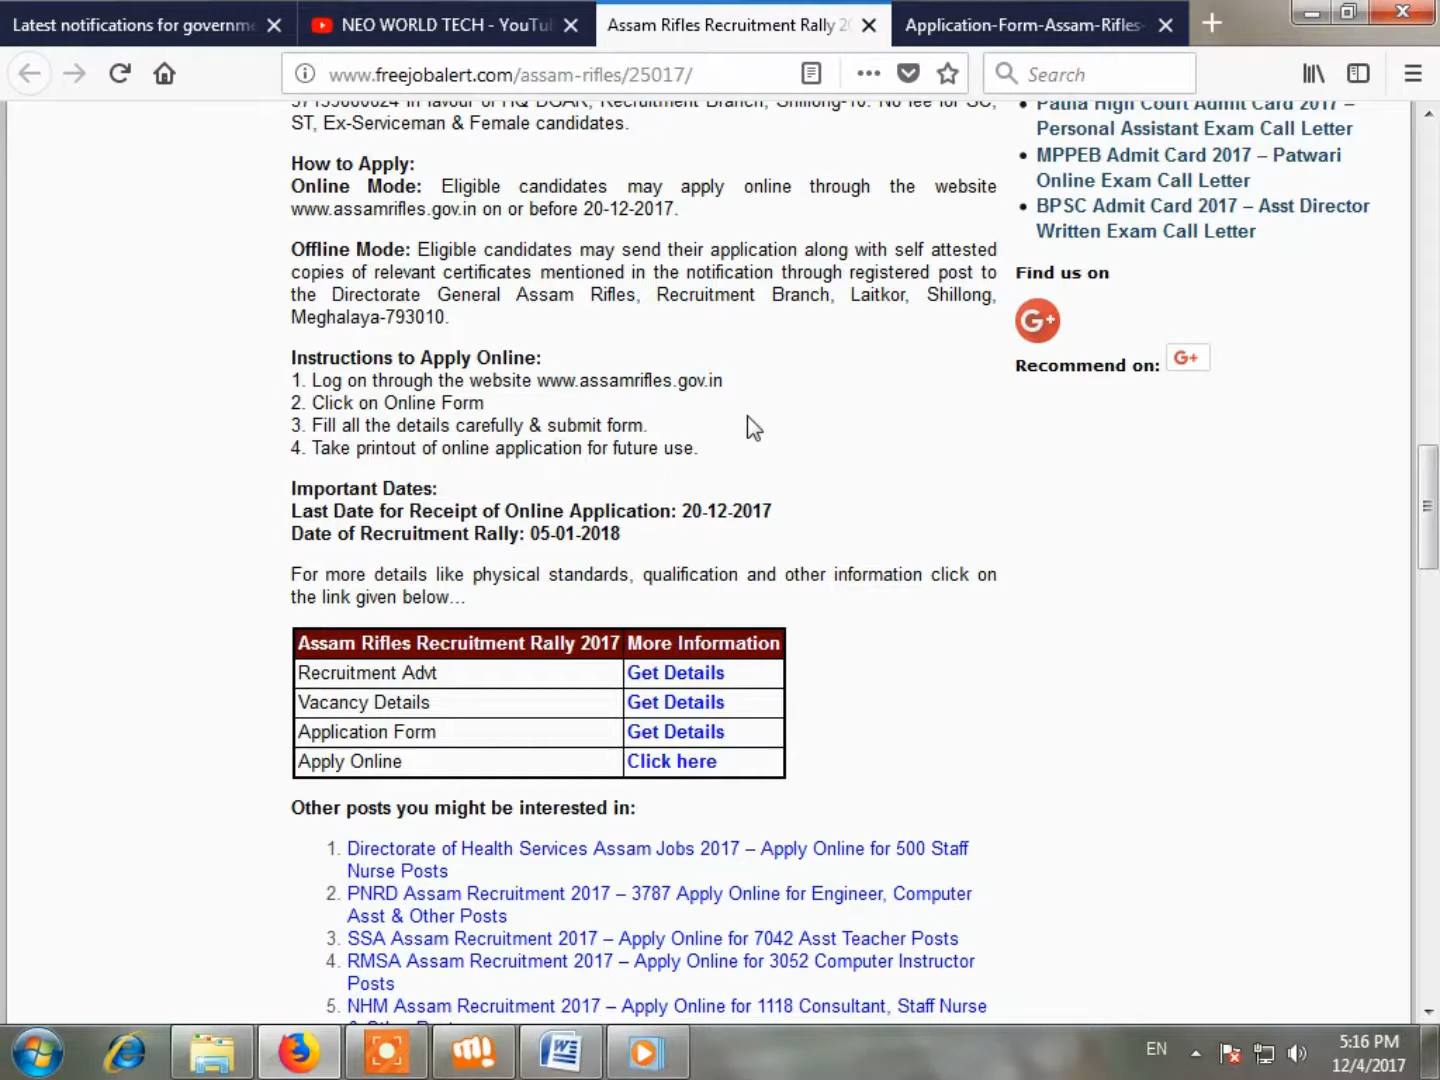 Latest notifications for governm
NEO WORLD TECH - YouTu
Assam Rifles Recruitment Rally 2
Application-Form-Assam-Rifles-
www.freejobalert.com/assam-rifles/25017/
Search
ST, Ex-Serviceman & Female candidates.
How to Apply:
Online Mode: Eligible candidates may apply online through the website
www.assamrifles.gov.in on or before 20-12-2017.
Offline Mode: Eligible candidates may send their application along with self attested
copies of relevant certificates mentioned in the notification through registered post to
the Directorate General Assam Rifles, Recruitment Branch, Laitkor, Shillong,
Meghalaya-793010.
Instructions to Apply Online:
1. Log on through the website www.assamrifles.gov.in
2. Click on Online Form
3. Fill all the details carefully & submit form.
4. Take printout of online application for future use.
Important Dates:
Last Date for Receipt of Online Application: 20-12-2017
Date of Recruitment Rally: 05-01-2018
For more details like physical standards, qualification and other information click on
the link given below…
Assam Rifles Recruitment Rally 2017 More Information
Recruitment Advt Get Details
Vacancy Details Get Details
Application Form Get Details
Apply Online Click here
Other posts you might be interested in:
1. Directorate of Health Services Assam Jobs 2017 – Apply Online for 500 Staff
Nurse Posts
2. PNRD Assam Recruitment 2017 – 3787 Apply Online for Engineer, Computer
Asst & Other Posts
3. SSA Assam Recruitment 2017 – Apply Online for 7042 Asst Teacher Posts
4. RMSA Assam Recruitment 2017 – Apply Online for 3052 Computer Instructor
Posts
5. NHM Assam Recruitment 2017 – Apply Online for 1118 Consultant, Staff Nurse
Patna High Court Admit Card 2017 –
Personal Assistant Exam Call Letter
MPPEB Admit Card 2017 – Patwari
Online Exam Call Letter
BPSC Admit Card 2017 – Asst Director
Written Exam Call Letter
Find us on
G+
Recommend on: G+
EN
5:16 PM
12/4/2017